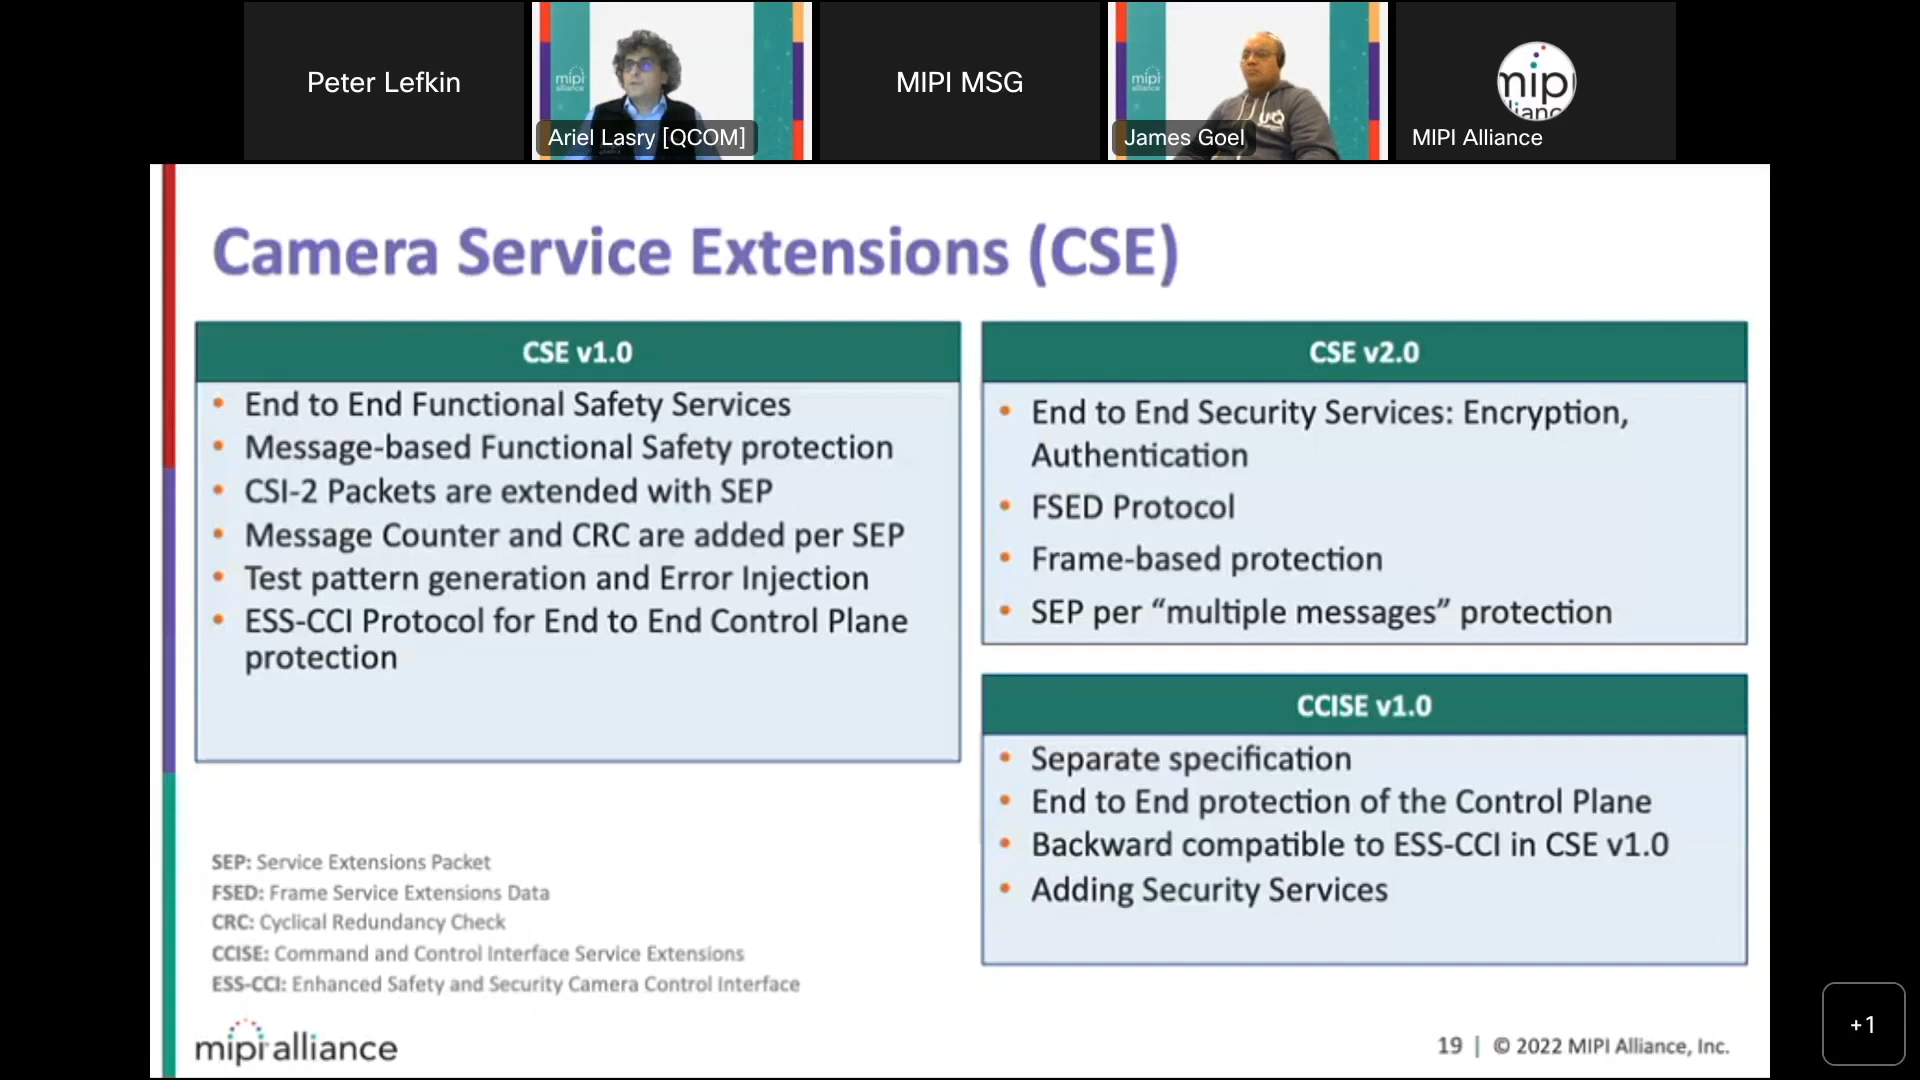 Peter Lefkin
mipi
alliance
Ariel Lasry [QCOM]
MIPI MSG
mipi
alliance
James Goel
mipi
alliance
MIPI Alliance
Camera Service Extensions (CSE)
CSE v1.0
• End to End Functional Safety Services
• Message-based Functional Safety protection
• CSI-2 Packets are extended with SEP
• Message Counter and CRC are added per SEP
• Test pattern generation and Error Injection
• ESS-CCI Protocol for End to End Control Plane
protection
CSE v2.0
• End to End Security Services: Encryption,
Authentication
• FSED Protocol
• Frame-based protection
• SEP per “multiple messages” protection
CCISE v1.0
• Separate specification
• End to End protection of the Control Plane
• Backward compatible to ESS-CCI in CSE v1.0
• Adding Security Services
SEP: Service Extensions Packet
FSED: Frame Service Extensions Data
CRC: Cyclical Redundancy Check
CCISE: Command and Control Interface Service Extensions
ESS-CCI: Enhanced Safety and Security Camera Control Interface
mipi alliance
19 | © 2022 MIPI Alliance, Inc.
+1